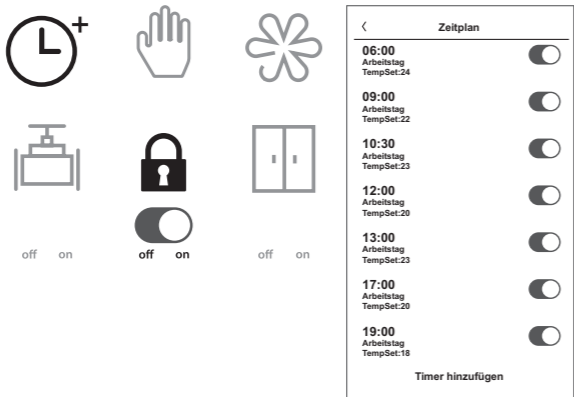 off on
off on
off on
Zeitplan
06:00
Arbeitstag
TempSet:24
09:00
Arbeitstag
TempSet:22
10:30
Arbeitstag
TempSet:23
12:00
Arbeitstag
TempSet:20
13:00
Arbeitstag
TempSet:23
17:00
Arbeitstag
TempSet:20
19:00
Arbeitstag
TempSet:18
Timer hinzufügen